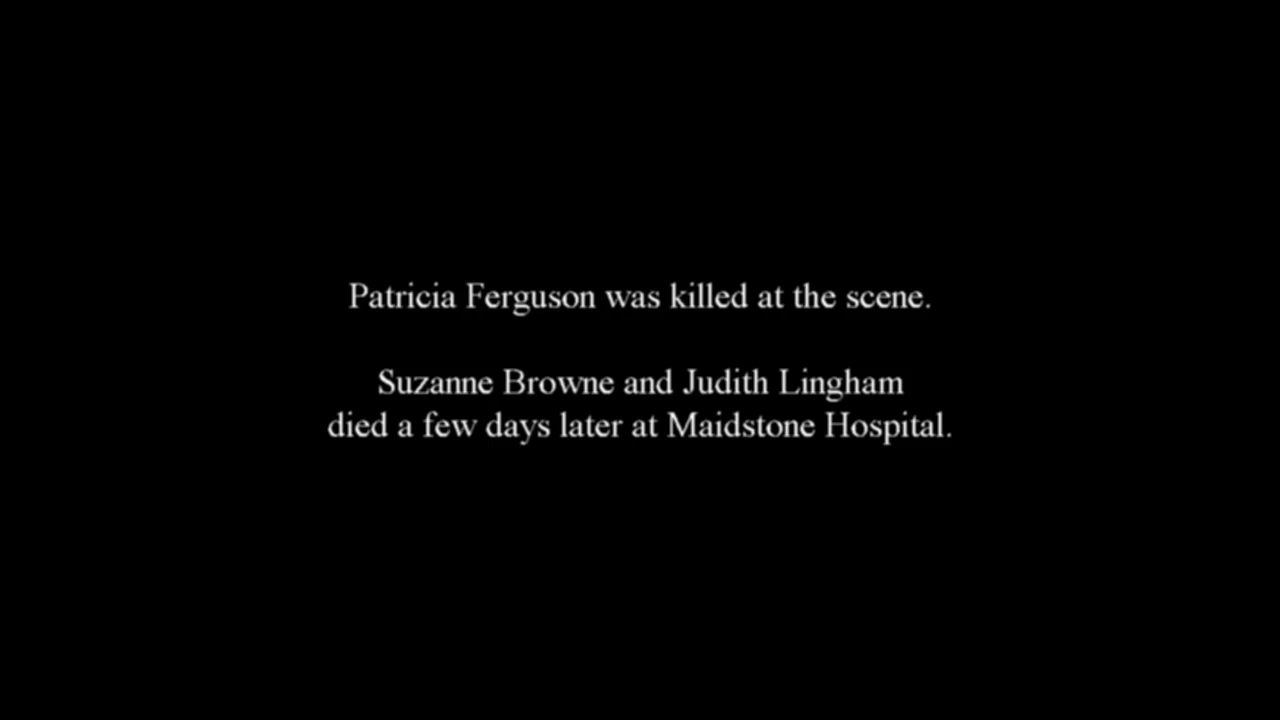 Patricia Ferguson was killed at the scene.
Suzanne Browne and Judith Lingham
died a few days later at Maidstone Hospital.